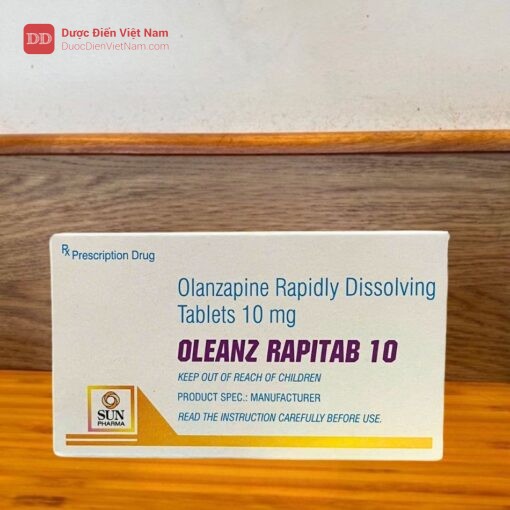 DD
Dược Điển Việt Nam
DuocDienVietNam.com
Rx Prescription Drug
Olanzapine Rapidly Dissolving
Tablets 10 mg
OLEANZ RAPITAB 10
KEEP OUT OF REACH OF CHILDREN
PRODUCT SPEC.: MANUFACTURER
READ THE INSTRUCTION CAREFULLY BEFORE USE.
SUN
PHARMA